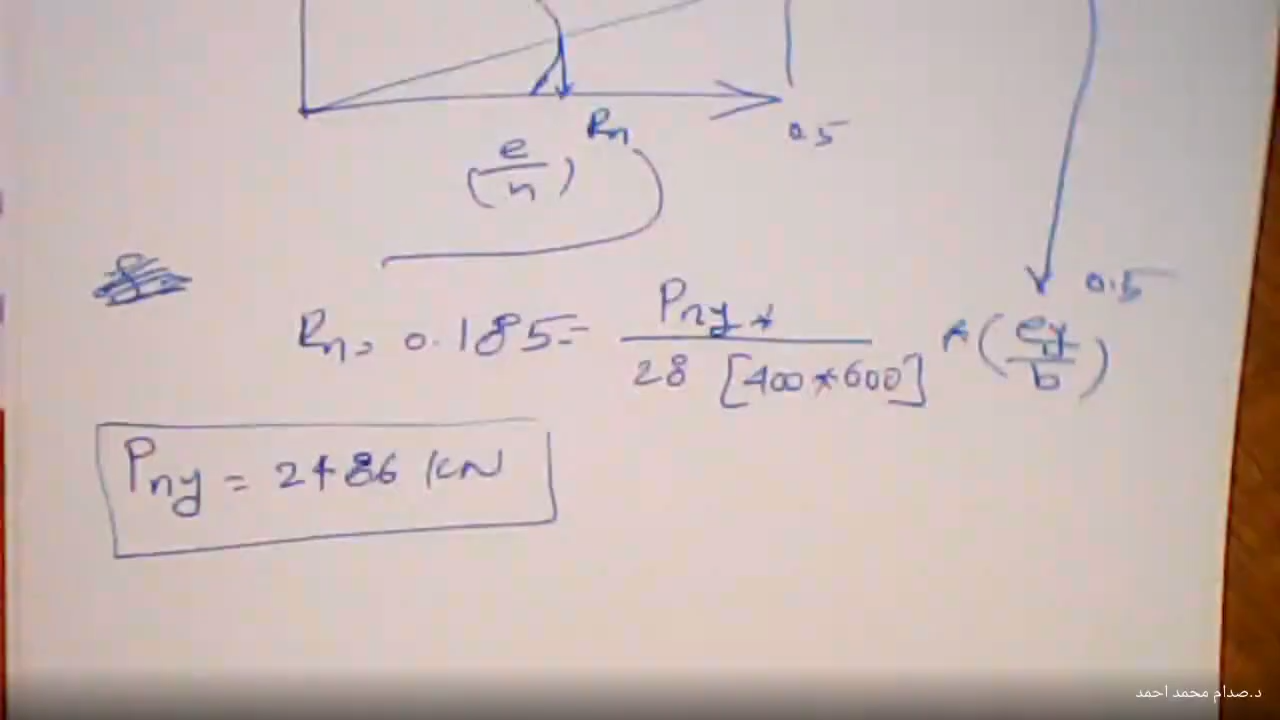 Rn
0.5
(e/n)
0.5
Rn = 0.185 = Pny * / 28 [400*600] * (ey/b)
Pny = 2486 kN
د.صدام محمد احمد